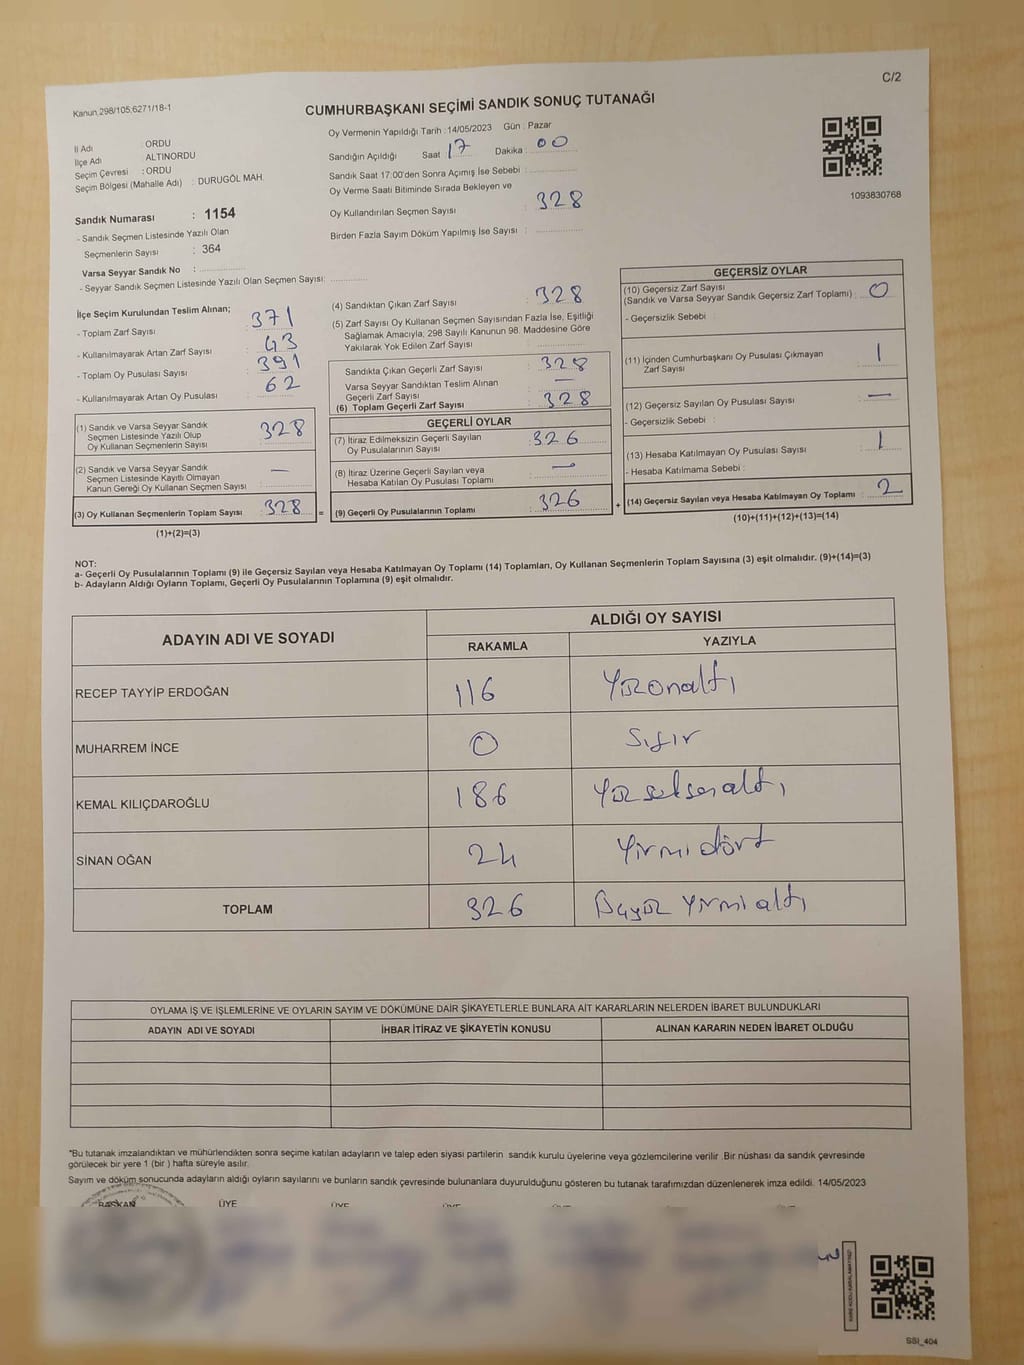 C/2
Kanun 298/105,6271/18-1
CUMHURBAŞKANI SEÇİMİ SANDIK SONUÇ TUTANAĞI
İl Adı : ORDU
İlçe Adı : ALTINORDU
Seçim Çevresi : ORDU
Seçim Bölgesi (Mahalle Adı) : DURUGÖL MAH.
Sandık Numarası : 1154
- Sandık Seçmen Listesinde Yazılı Olan
Seçmenlerin Sayısı : 364
Varsa Seyyar Sandık No :
- Seyyar Sandık Seçmen Listesinde Yazılı Olan Seçmen Sayısı:
Oy Vermenin Yapıldığı Tarih : 14/05/2023 Gün : Pazar
Sandığın Açıldığı Saat 17 Dakika : 00
Sandık Saat 17:00'den Sonra Açımış İse Sebebi :
Oy Verme Saati Bitiminde Sırada Bekleyen ve
Oy Kullandırılan Seçmen Sayısı : 328
Birden Fazla Sayım Döküm Yapılmış İse Sayısı :
1093830768
İlçe Seçim Kurulundan Teslim Alınan;
- Toplam Zarf Sayısı : 371
- Kullanılmayarak Artan Zarf Sayısı : 43
- Toplam Oy Pusulası Sayısı : 391
- Kullanılmayarak Artan Oy Pusulası : 62
(1) Sandık ve Varsa Seyyar Sandık
Seçmen Listesinde Yazılı Olup
Oy Kullanan Seçmenlerin Sayısı : 328
(2) Sandık ve Varsa Seyyar Sandık
Seçmen Listesinde Kayıtlı Olmayan
Kanun Gereği Oy Kullanan Seçmen Sayısı : —
(3) Oy Kullanan Seçmenlerin Toplam Sayısı : 328 =
(1)+(2)=(3)
(4) Sandıktan Çıkan Zarf Sayısı : 328
(5) Zarf Sayısı Oy Kullanan Seçmen Sayısından Fazla İse, Eşitliği
Sağlamak Amacıyla, 298 Sayılı Kanunun 98. Maddesine Göre
Yakılarak Yok Edilen Zarf Sayısı :
Sandıkta Çıkan Geçerli Zarf Sayısı : 328
Varsa Seyyar Sandıktan Teslim Alınan
Geçerli Zarf Sayısı : —
(6) Toplam Geçerli Zarf Sayısı : 328
GEÇERLİ OYLAR
(7) İtiraz Edilmeksizin Geçerli Sayılan
Oy Pusulalarının Sayısı : 326
(8) İtiraz Üzerine Geçerli Sayılan veya
Hesaba Katılan Oy Pusulası Toplamı : —
(9) Geçerli Oy Pusulalarının Toplamı : 326 +
GEÇERSİZ OYLAR
(10) Geçersiz Zarf Sayısı
(Sandık ve Varsa Seyyar Sandık Geçersiz Zarf Toplamı) : 0
- Geçersizlik Sebebi :
(11) İçinden Cumhurbaşkanı Oy Pusulası Çıkmayan
Zarf Sayısı : 1
(12) Geçersiz Sayılan Oy Pusulası Sayısı : —
- Geçersizlik Sebebi :
(13) Hesaba Katılmayan Oy Pusulası Sayısı : 1
- Hesaba Katılmama Sebebi :
(14) Geçersiz Sayılan veya Hesaba Katılmayan Oy Toplamı : 2
(10)+(11)+(12)+(13)=(14)
NOT:
a- Geçerli Oy Pusulalarının Toplamı (9) ile Geçersiz Sayılan veya Hesaba Katılmayan Oy Toplamı (14) Toplamları, Oy Kullanan Seçmenlerin Toplam Sayısına (3) eşit olmalıdır. (9)+(14)=(3)
b- Adayların Aldığı Oyların Toplamı, Geçerli Oy Pusulalarının Toplamına (9) eşit olmalıdır.
ADAYIN ADI VE SOYADI
ALDIĞI OY SAYISI
RAKAMLA YAZIYLA
RECEP TAYYİP ERDOĞAN 116 Yüzonaltı
MUHARREM İNCE 0 Sıfır
KEMAL KILIÇDAROĞLU 186 Yüzseksenaltı
SİNAN OĞAN 24 Yirmidört
TOPLAM 326 Üçyüz Yirmialtı
OYLAMA İŞ VE İŞLEMLERİNE VE OYLARIN SAYIM VE DÖKÜMÜNE DAİR ŞİKAYETLERLE BUNLARA AİT KARARLARIN NELERDEN İBARET BULUNDUKLARI
ADAYIN ADI VE SOYADI İHBAR İTİRAZ VE ŞİKAYETİN KONUSU ALINAN KARARIN NEDEN İBARET OLDUĞU
*Bu tutanak imzalandıktan ve mühürlendikten sonra seçime katılan adayların ve talep eden siyasi partilerin sandık kurulu üyelerine veya gözlemcilerine verilir .Bir nüshası da sandık çevresinde
görülecek bir yere 1 (bir ) hafta süreyle asılır.
Sayım ve döküm sonucunda adayların aldığı oyların sayılarını ve bunların sandık çevresinde bulunanlara duyurulduğunu gösteren bu tutanak tarafımızdan düzenlenerek imza edildi. 14/05/2023
BAŞKAN ÜYE ÜYE ÜYE ÜYE ÜYE
SSI_404